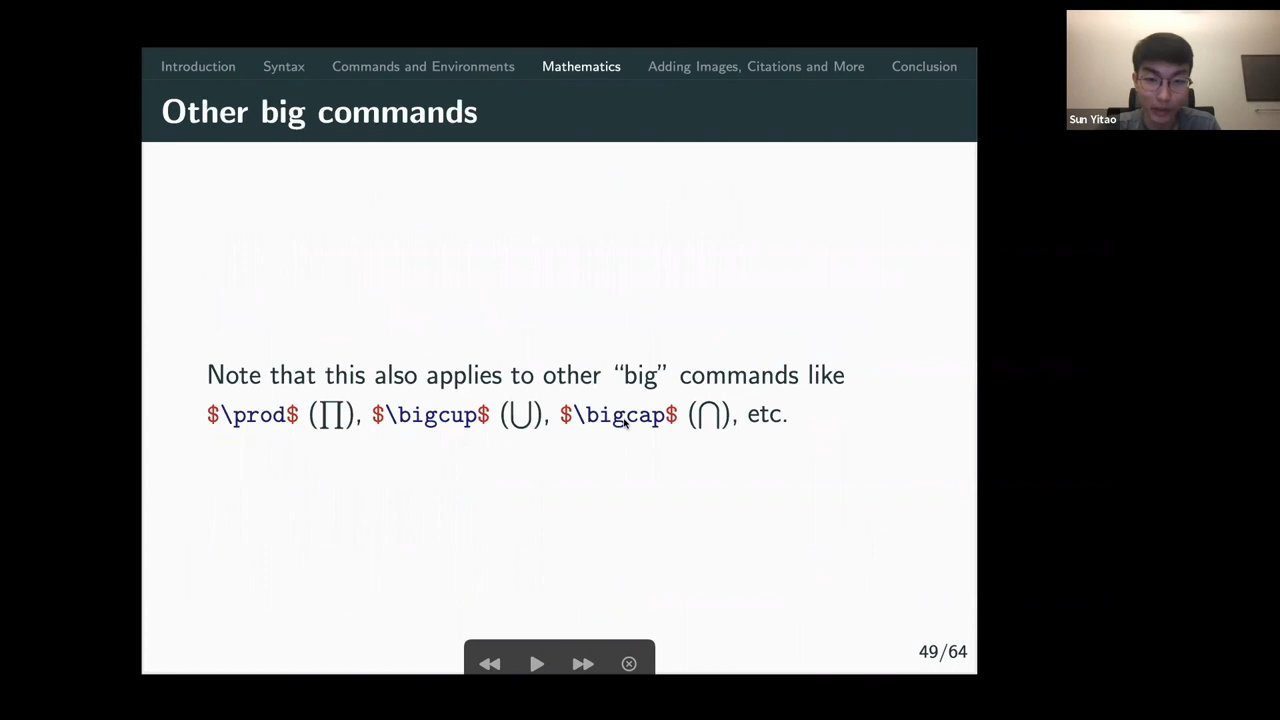 Introduction Syntax Commands and Environments Mathematics Adding Images, Citations and More Conclusion
Other big commands
Note that this also applies to other “big” commands like
$\prod$ (∏), $\bigcup$ (⋃), $\bigcap$ (⋂), etc.
49/64
Sun Yitao